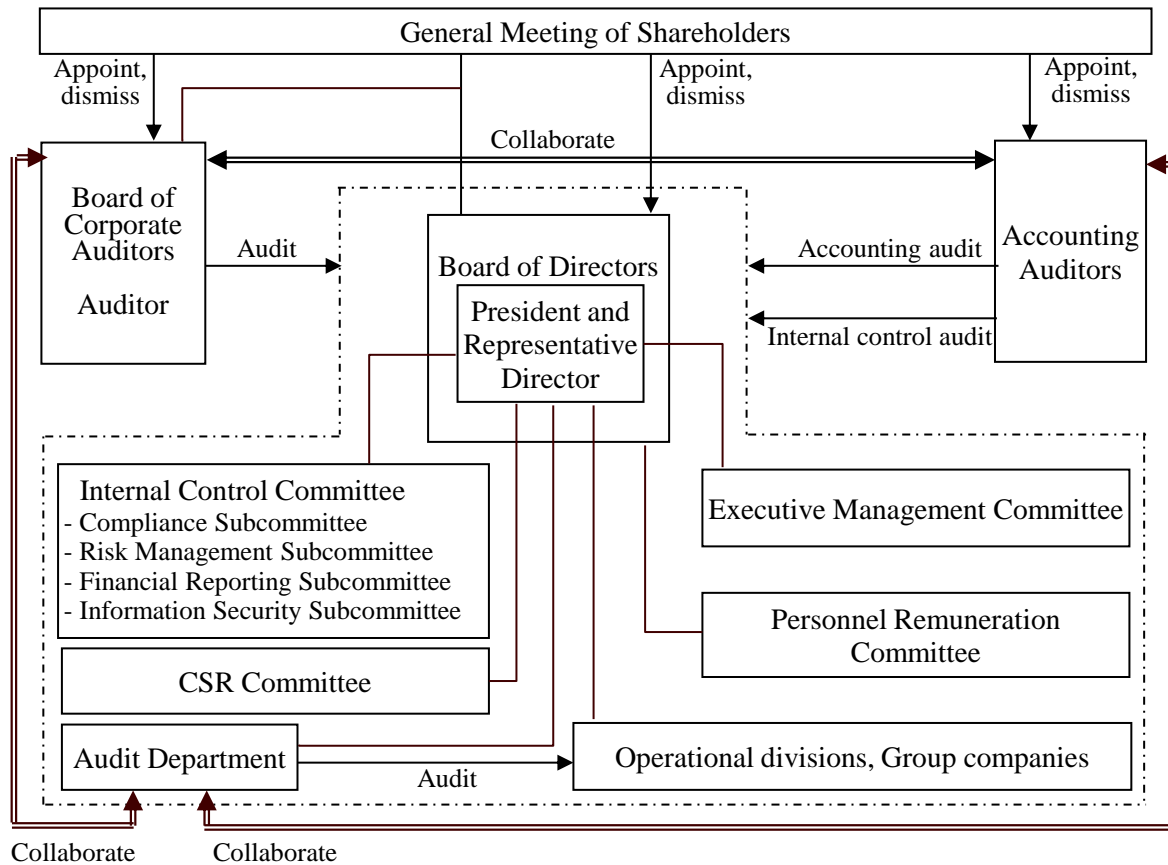 General Meeting of Shareholders
Appoint,
dismiss
Appoint,
dismiss
Appoint,
dismiss
Collaborate
Board of
Corporate
Auditors
Auditor
Audit
Board of Directors
President and
Representative
Director
Accounting audit
Internal control audit
Accounting
Auditors
Internal Control Committee
- Compliance Subcommittee
- Risk Management Subcommittee
- Financial Reporting Subcommittee
- Information Security Subcommittee
Executive Management Committee
Personnel Remuneration
Committee
CSR Committee
Audit Department
Audit
Operational divisions, Group companies
Collaborate
Collaborate